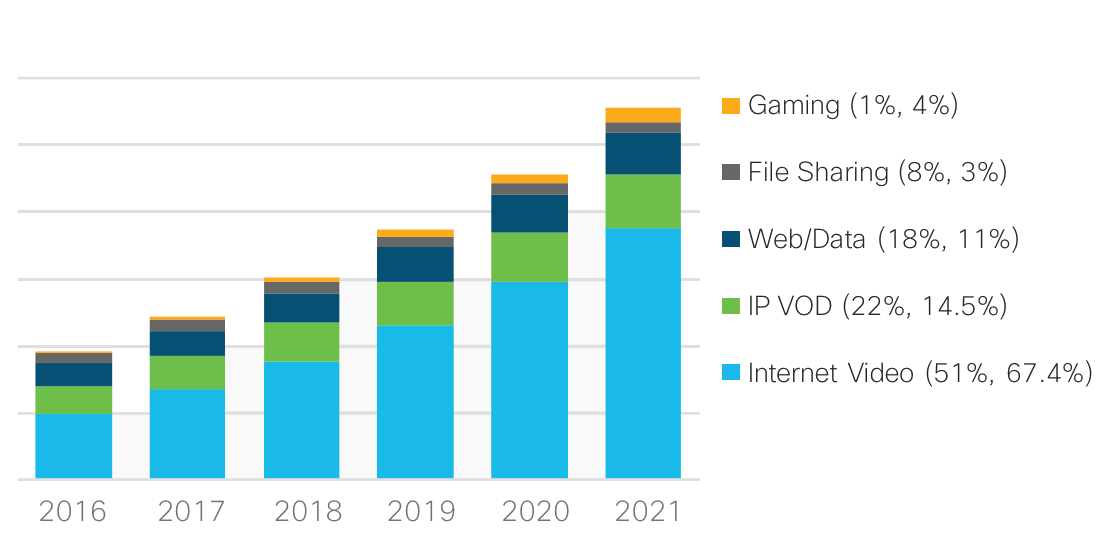 Gaming (1%, 4%)
File Sharing (8%, 3%)
Web/Data (18%, 11%)
IP VOD (22%, 14.5%)
Internet Video (51%, 67.4%)
2016 2017 2018 2019 2020 2021